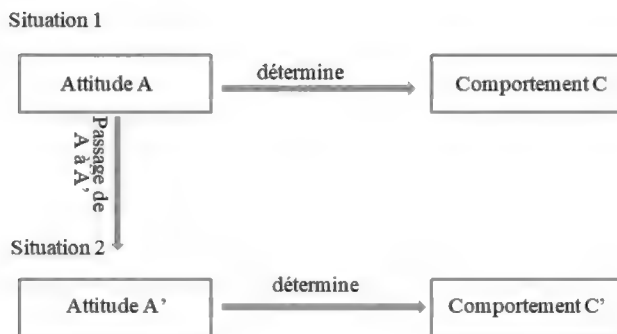 Situation 1
Attitude A
détermine
Comportement C
Passage de
A à A’
Situation 2
Attitude A’
détermine
Comportement C’